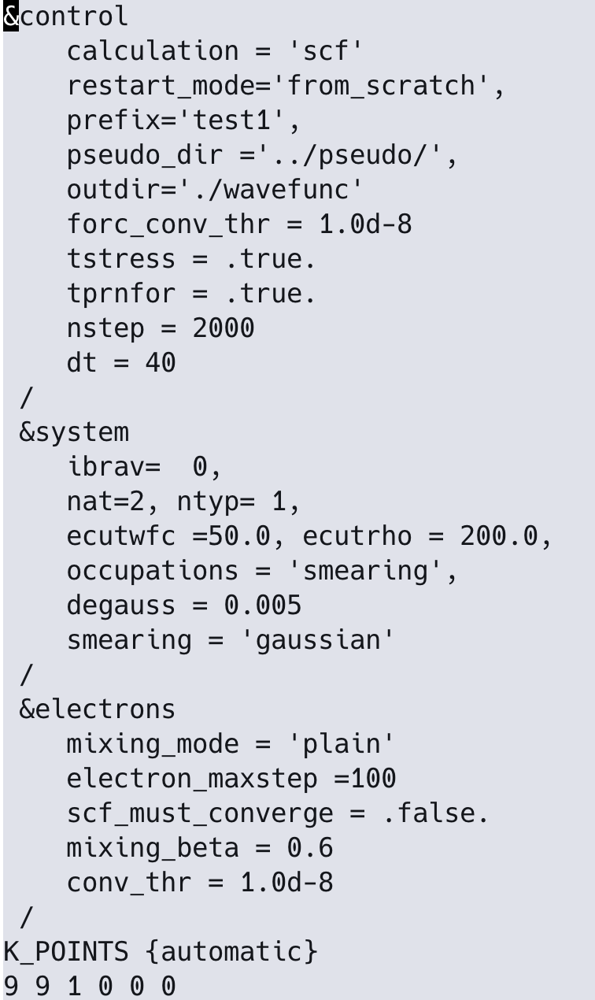 &control
    calculation = 'scf'
    restart_mode='from_scratch',
    prefix='test1',
    pseudo_dir ='../pseudo/',
    outdir='./wavefunc'
    forc_conv_thr = 1.0d-8
    tstress = .true.
    tprnfor = .true.
    nstep = 2000
    dt = 40
 /
 &system
    ibrav=  0,
    nat=2, ntyp= 1,
    ecutwfc =50.0, ecutrho = 200.0,
    occupations = 'smearing',
    degauss = 0.005
    smearing = 'gaussian'
 /
 &electrons
    mixing_mode = 'plain'
    electron_maxstep =100
    scf_must_converge = .false.
    mixing_beta = 0.6
    conv_thr = 1.0d-8
 /
K_POINTS {automatic}
9 9 1 0 0 0